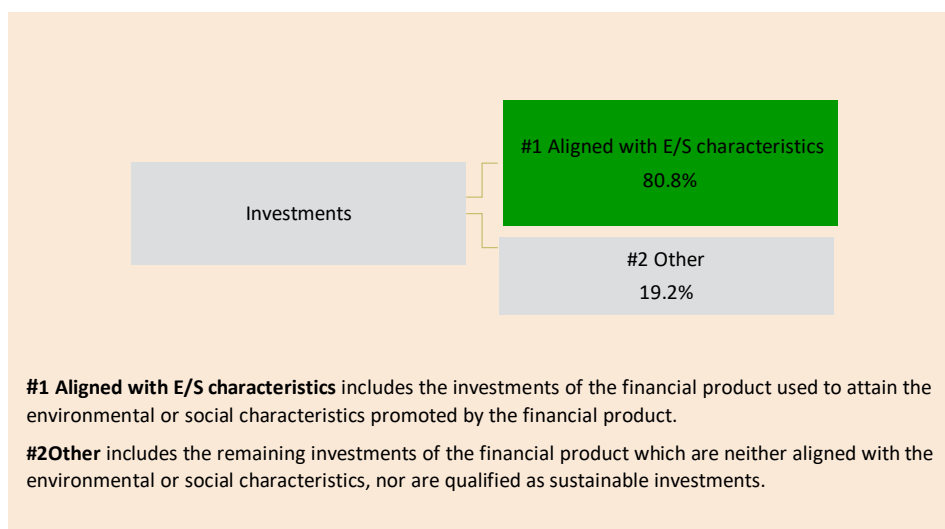 #1 Aligned with E/S characteristics
80.8%
Investments
#2 Other
19.2%
#1 Aligned with E/S characteristics includes the investments of the financial product used to attain the
environmental or social characteristics promoted by the financial product.
#2Other includes the remaining investments of the financial product which are neither aligned with the
environmental or social characteristics, nor are qualified as sustainable investments.